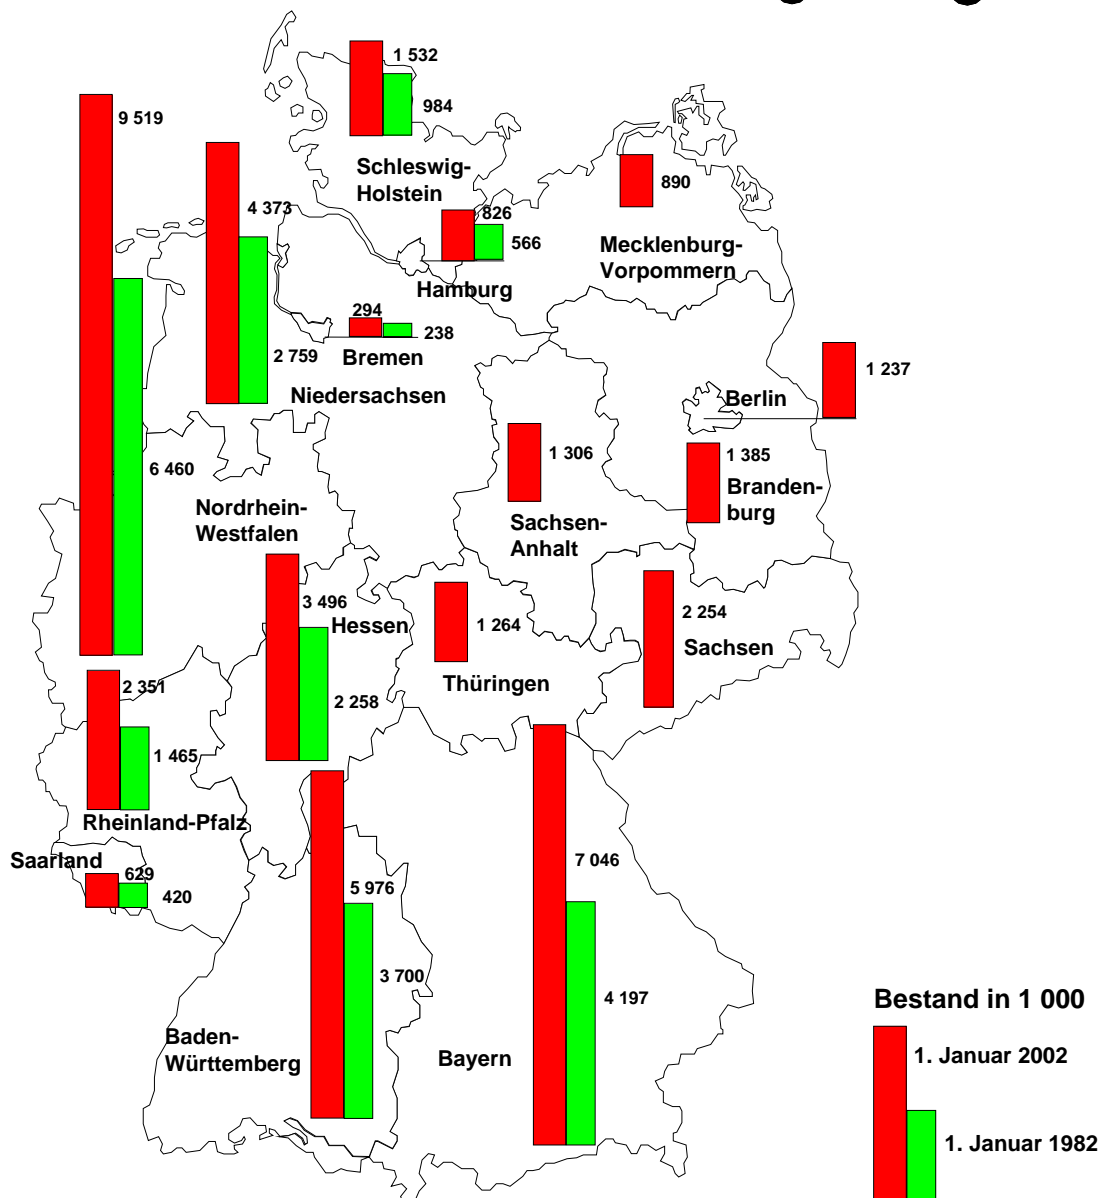 1 532
984
9 519
Schleswig-
Holstein
890
4 373
826
566
Mecklenburg-
Vorpommern
Hamburg
294
238
2 759
Bremen
1 237
Niedersachsen
Berlin
1 306
1 385
6 460
Branden-
burg
Nordrhein-
Westfalen
Sachsen-
Anhalt
3 496
Hessen
1 264
2 254
Sachsen
2 351
Thüringen
2 258
1 465
Rheinland-Pfalz
Saarland
629
420
7 046
5 976
3 700
4 197
Baden-
Württemberg
Bayern
Bestand in 1 000
1. Januar 2002
1. Januar 1982